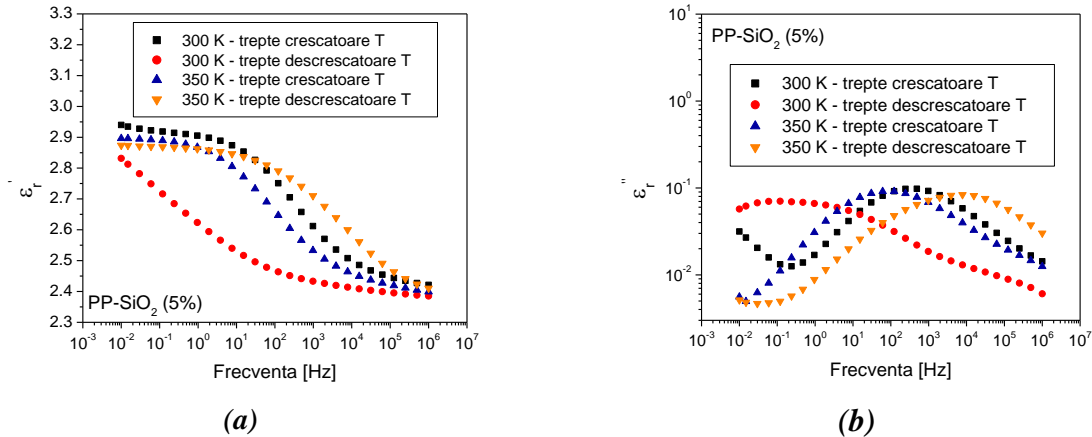 3.3
3.2
3.1
3.0
2.9
2.8
2.7
2.6
2.5
2.4
2.3
300 K - trepte crescatoare T
300 K - trepte descrescatoare T
350 K - trepte crescatoare T
350 K - trepte descrescatoare T
εr'
PP-SiO2 (5%)
10-3 10-2 10-1 100 101 102 103 104 105 106 107
Frecventa [Hz]
(a)
101
100
10-1
10-2
PP-SiO2 (5%)
300 K - trepte crescatoare T
300 K - trepte descrescatoare T
350 K - trepte crescatoare T
350 K - trepte descrescatoare T
εr''
10-3 10-2 10-1 100 101 102 103 104 105 106 107
Frecventa [Hz]
(b)